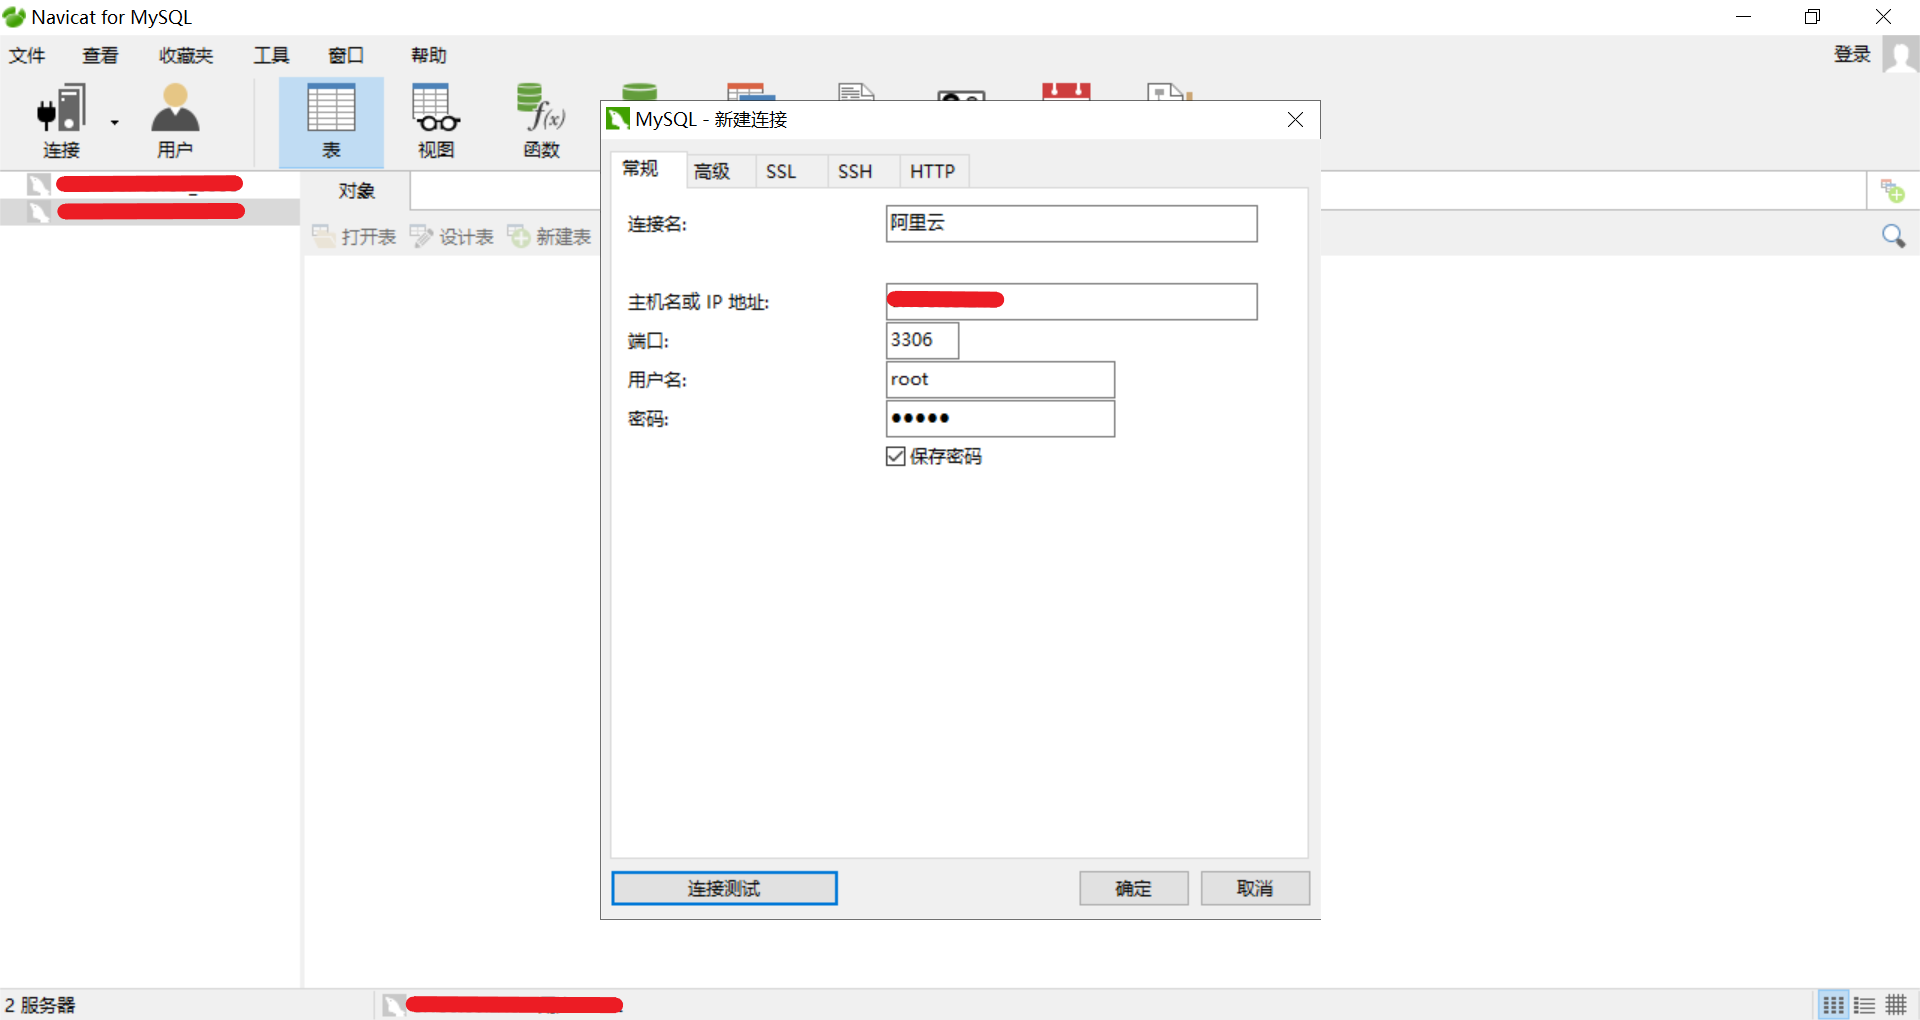 Navicat for MySQL
文件 查看 收藏夹 工具 窗口 帮助 登录
连接 用户 表 视图 函数
f(x)
MySQL - 新建连接
对象
打开表 设计表 新建表
常规 高级 SSL SSH HTTP
连接名: 阿里云
主机名或 IP 地址:
端口: 3306
用户名: root
密码: ●●●●●
保存密码
连接测试 确定 取消
2 服务器